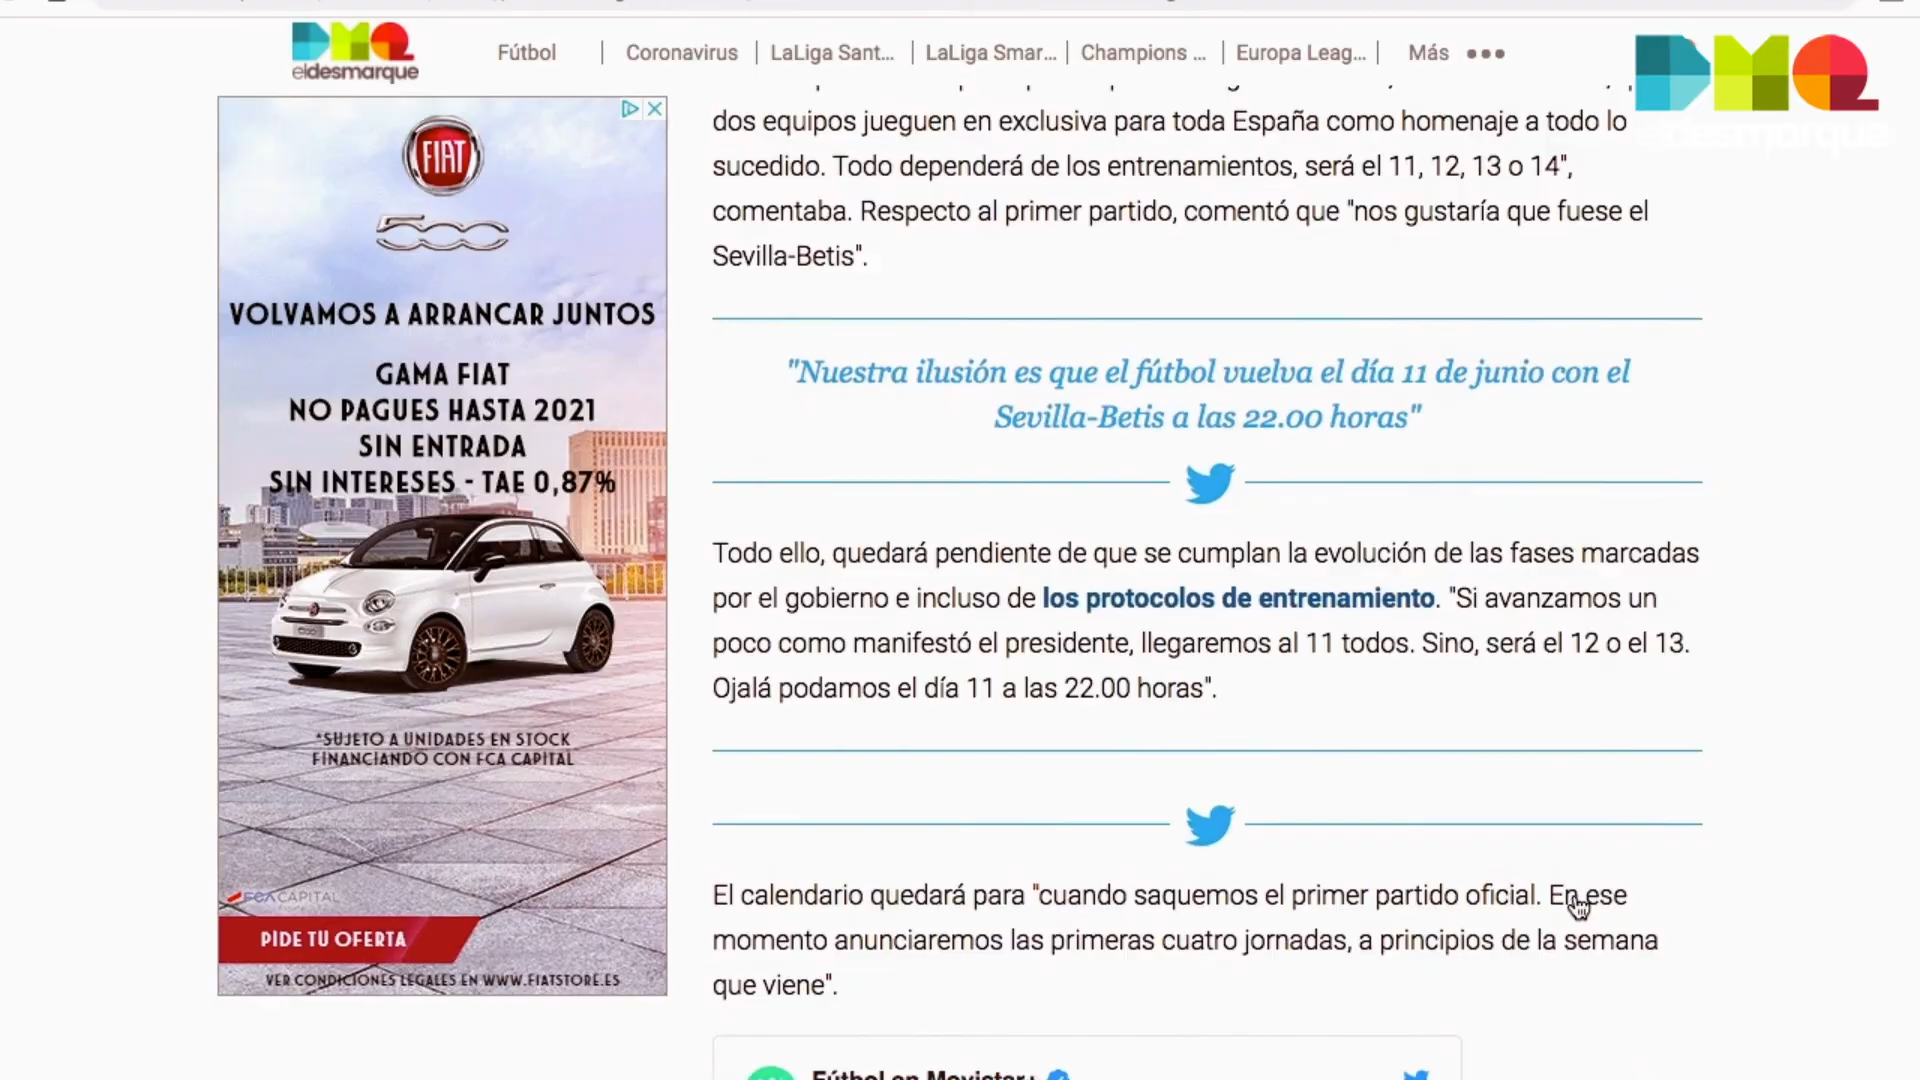 eldesmarque
Fútbol
Coronavirus
LaLiga Sant...
LaLiga Smar...
Champions ...
Europa Leag...
Más
DMQ
eldesmarque
FIAT
500
VOLVAMOS A ARRANCAR JUNTOS
GAMA FIAT
NO PAGUES HASTA 2021
SIN ENTRADA
SIN INTERESES - TAE 0,87%
*SUJETO A UNIDADES EN STOCK
FINANCIANDO CON FCA CAPITAL
FCA CAPITAL
PIDE TU OFERTA
VER CONDICIONES LEGALES EN WWW.FIATSTORE.ES
dos equipos jueguen en exclusiva para toda España como homenaje a todo lo
sucedido. Todo dependerá de los entrenamientos, será el 11, 12, 13 o 14",
comentaba. Respecto al primer partido, comentó que "nos gustaría que fuese el
Sevilla-Betis".
"Nuestra ilusión es que el fútbol vuelva el día 11 de junio con el
Sevilla-Betis a las 22.00 horas"
Todo ello, quedará pendiente de que se cumplan la evolución de las fases marcadas
por el gobierno e incluso de los protocolos de entrenamiento. "Si avanzamos un
poco como manifestó el presidente, llegaremos al 11 todos. Sino, será el 12 o el 13.
Ojalá podamos el día 11 a las 22.00 horas".
El calendario quedará para "cuando saquemos el primer partido oficial. En ese
momento anunciaremos las primeras cuatro jornadas, a principios de la semana
que viene".
Fútbol en Movistar+